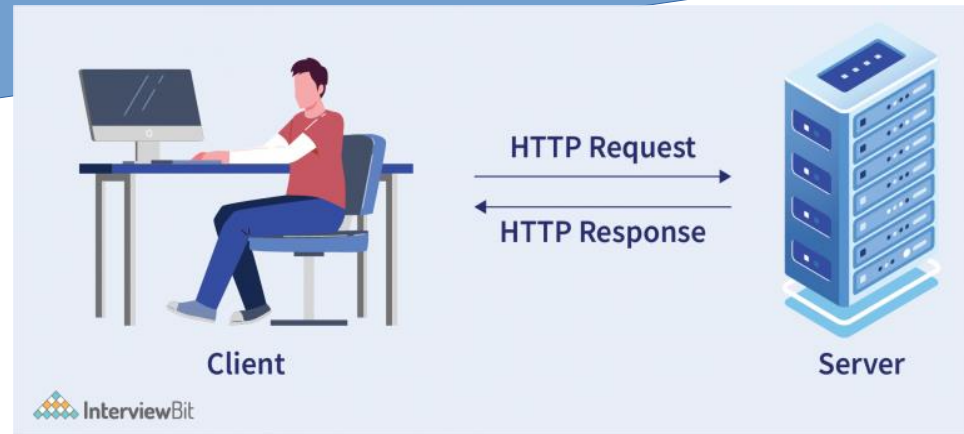 HTTP Request
HTTP Response
Client
Server
InterviewBit